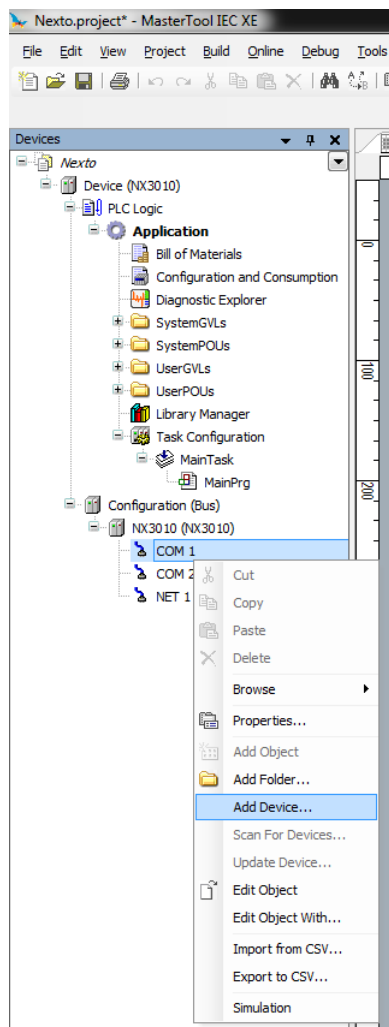 Nexto.project* - MasterTool IEC XE
File Edit View Project Build Online Debug Tools
Devices
Nexto
Device (NX3010)
PLC Logic
Application
Bill of Materials
Configuration and Consumption
Diagnostic Explorer
SystemGVLs
SystemPOUs
UserGVLs
UserPOUs
Library Manager
Task Configuration
MainTask
MainPrg
Configuration (Bus)
NX3010 (NX3010)
COM 1
COM 2
NET 1
Cut
Copy
Paste
Delete
Browse
Properties...
Add Object
Add Folder...
Add Device...
Scan For Devices...
Update Device...
Edit Object
Edit Object With...
Import from CSV...
Export to CSV...
Simulation
0
100
200